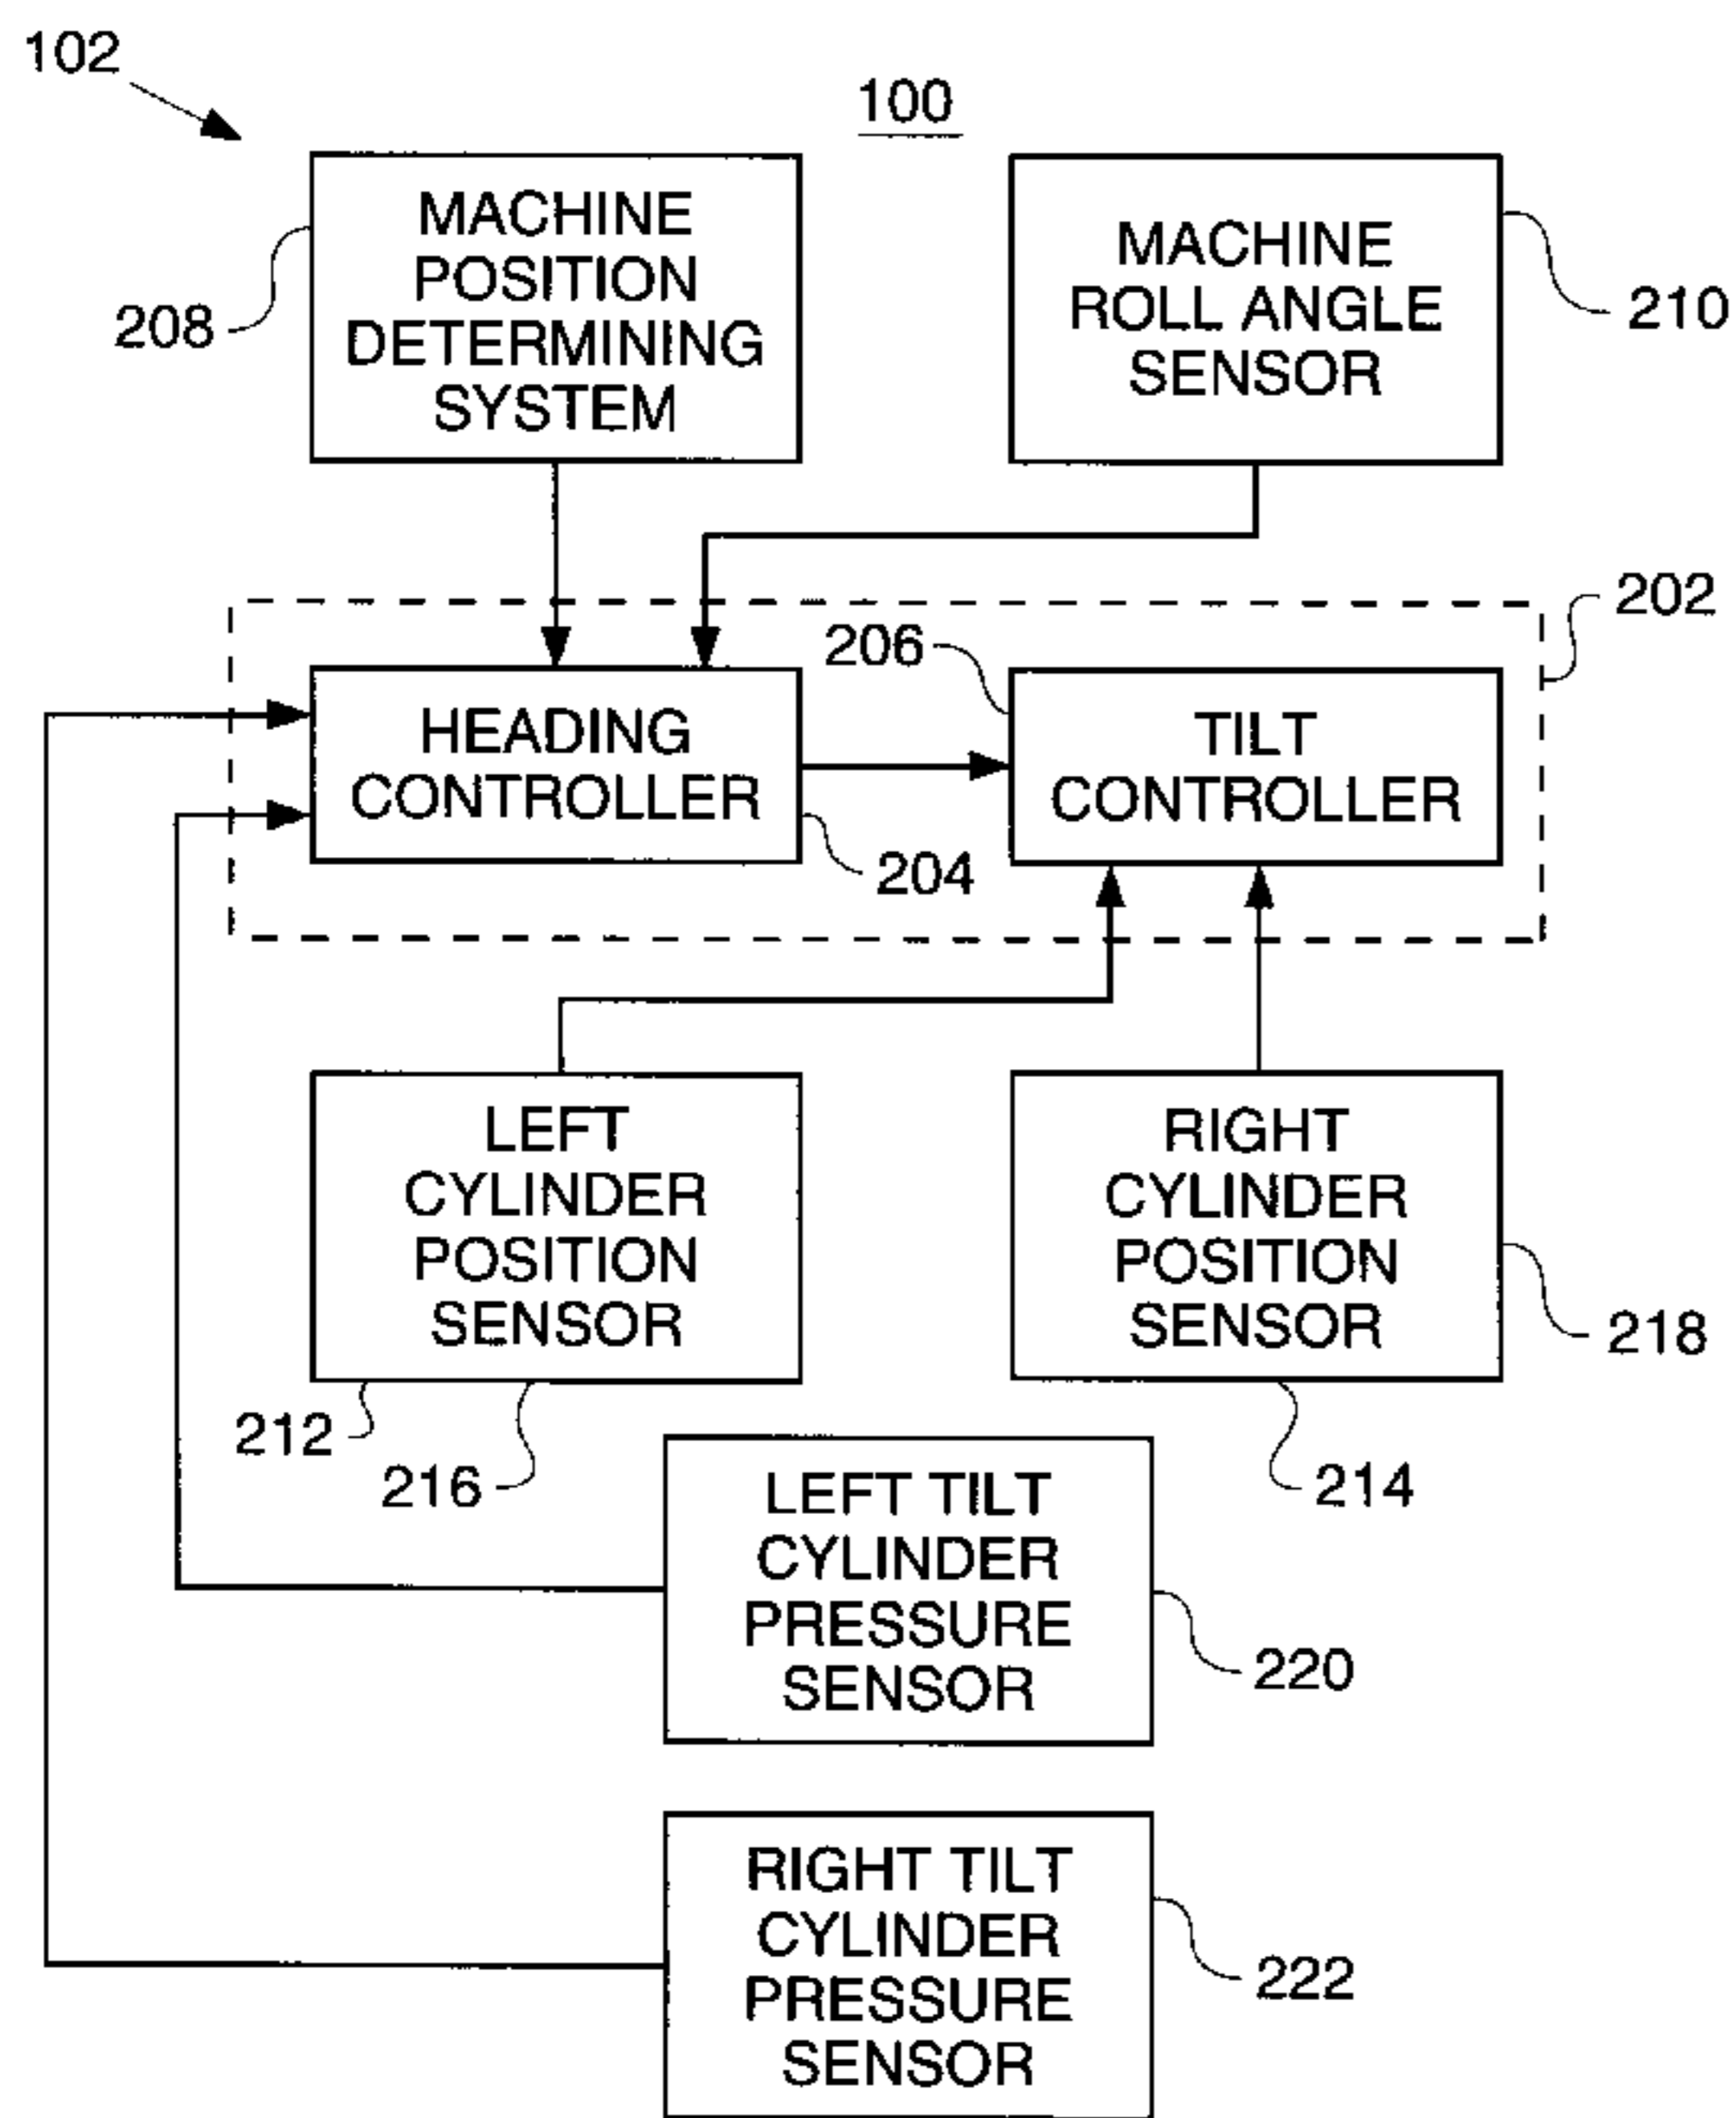 102
100
MACHINE
POSITION
DETERMINING
SYSTEM
208
MACHINE
ROLL ANGLE
SENSOR
210
202
206
HEADING
CONTROLLER
204
TILT
CONTROLLER
LEFT
CYLINDER
POSITION
SENSOR
212
216
RIGHT
CYLINDER
POSITION
SENSOR
218
214
LEFT TILT
CYLINDER
PRESSURE
SENSOR
220
RIGHT TILT
CYLINDER
PRESSURE
SENSOR
222